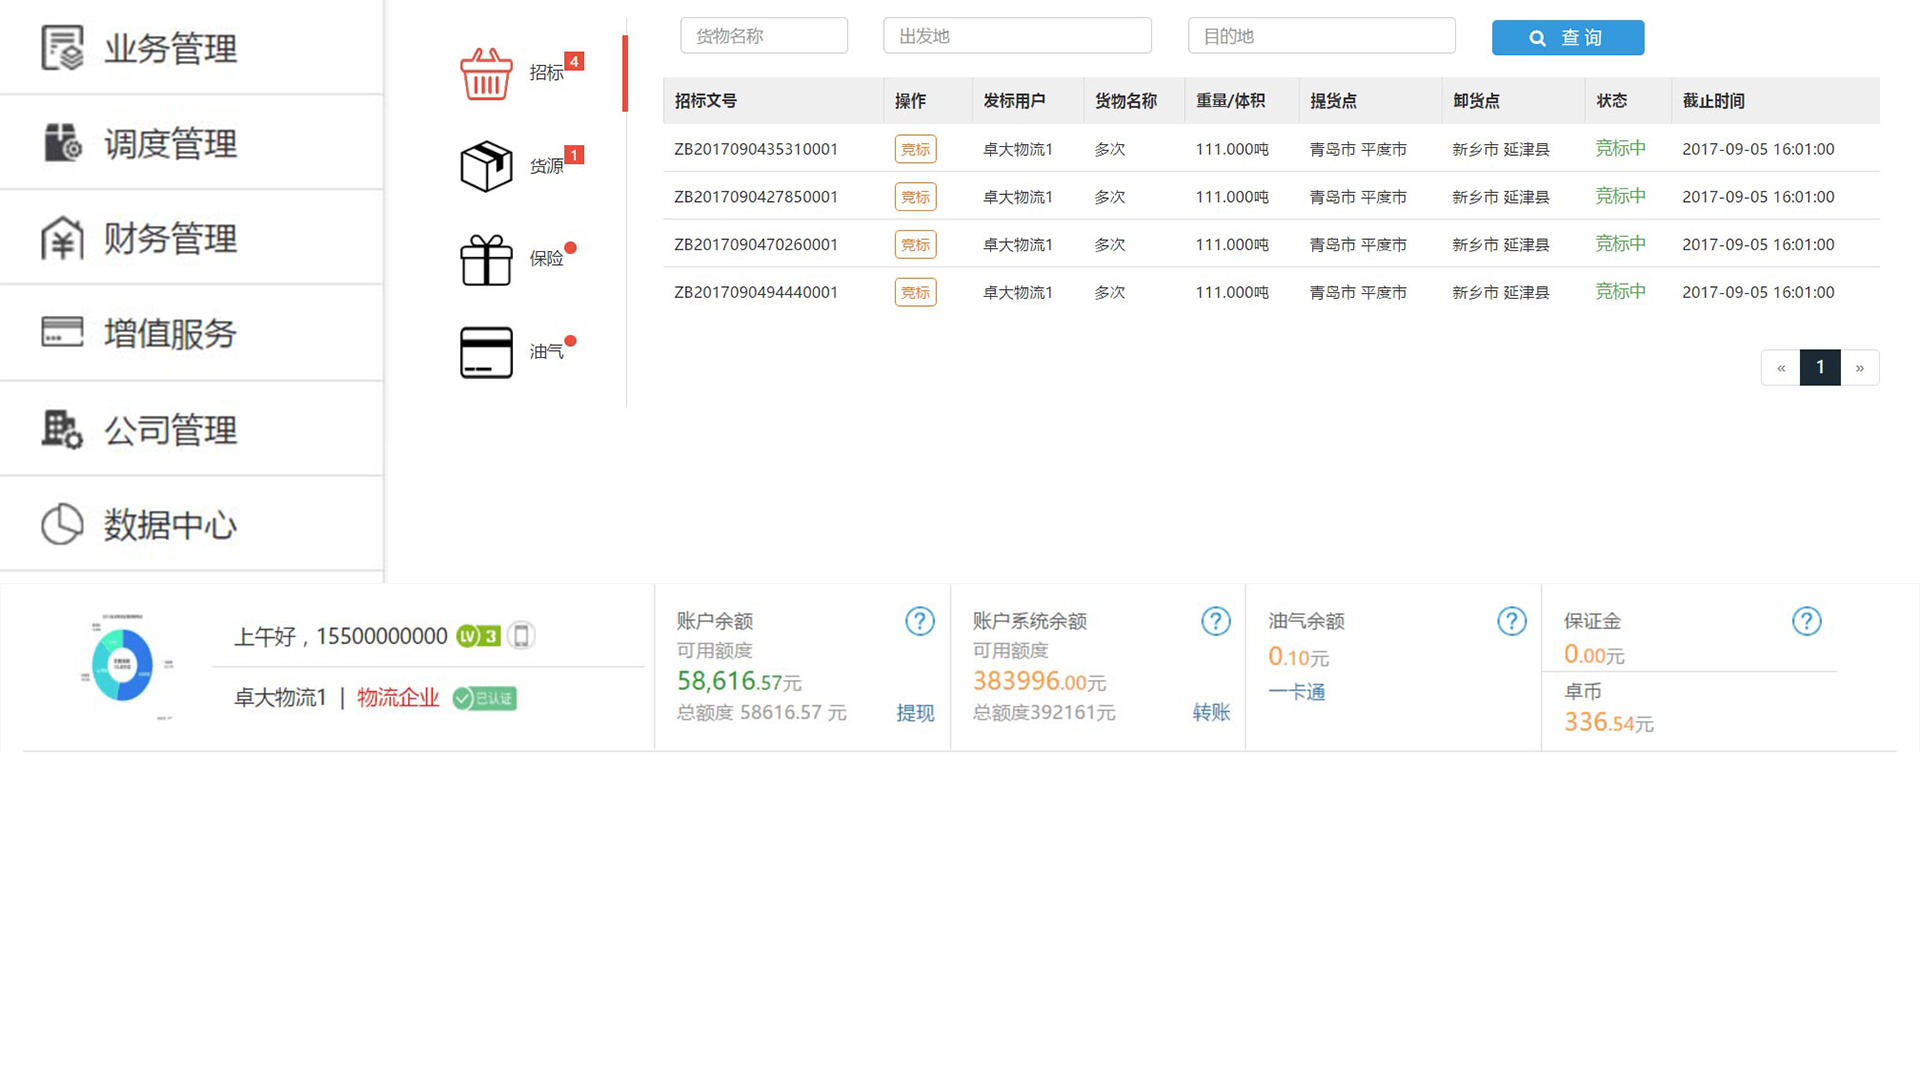 业务管理
调度管理
财务管理
增值服务
公司管理
数据中心
招标 4
货源 1
保险
油气
货物名称 出发地 目的地 查 询
招标文号 操作 发标用户 货物名称 重量/体积 提货点 卸货点 状态 截止时间
ZB2017090435310001 竞标 卓大物流1 多次 111.000吨 青岛市 平度市 新乡市 延津县 竞标中 2017-09-05 16:01:00
ZB2017090427850001 竞标 卓大物流1 多次 111.000吨 青岛市 平度市 新乡市 延津县 竞标中 2017-09-05 16:01:00
ZB2017090470260001 竞标 卓大物流1 多次 111.000吨 青岛市 平度市 新乡市 延津县 竞标中 2017-09-05 16:01:00
ZB2017090494440001 竞标 卓大物流1 多次 111.000吨 青岛市 平度市 新乡市 延津县 竞标中 2017-09-05 16:01:00
« 1 »
上午好，15500000000 LV 3
卓大物流1 | 物流企业 已认证
账户余额 ?
可用额度
58,616.57元
总额度 58616.57 元 提现
账户系统余额 ?
可用额度
383996.00元
总额度392161元 转账
油气余额 ?
0.10元
一卡通
保证金 ?
0.00元
卓币
336.54元